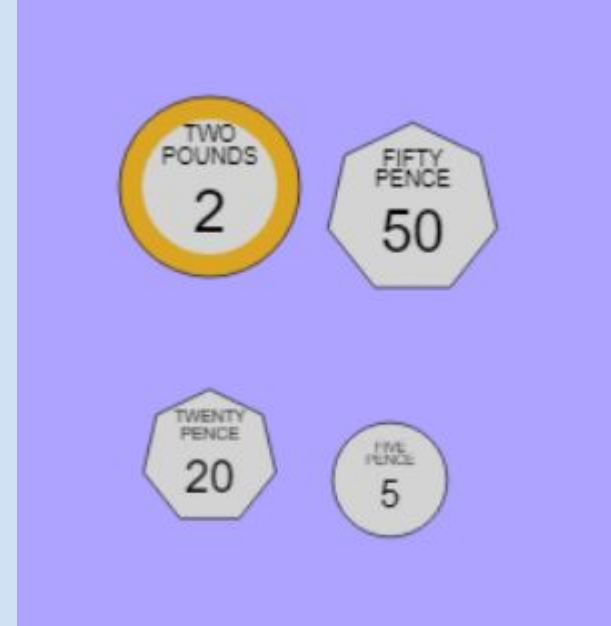 TWO
POUNDS
2
FIFTY
PENCE
50
TWENTY
PENCE
20
FIVE
PENCE
5